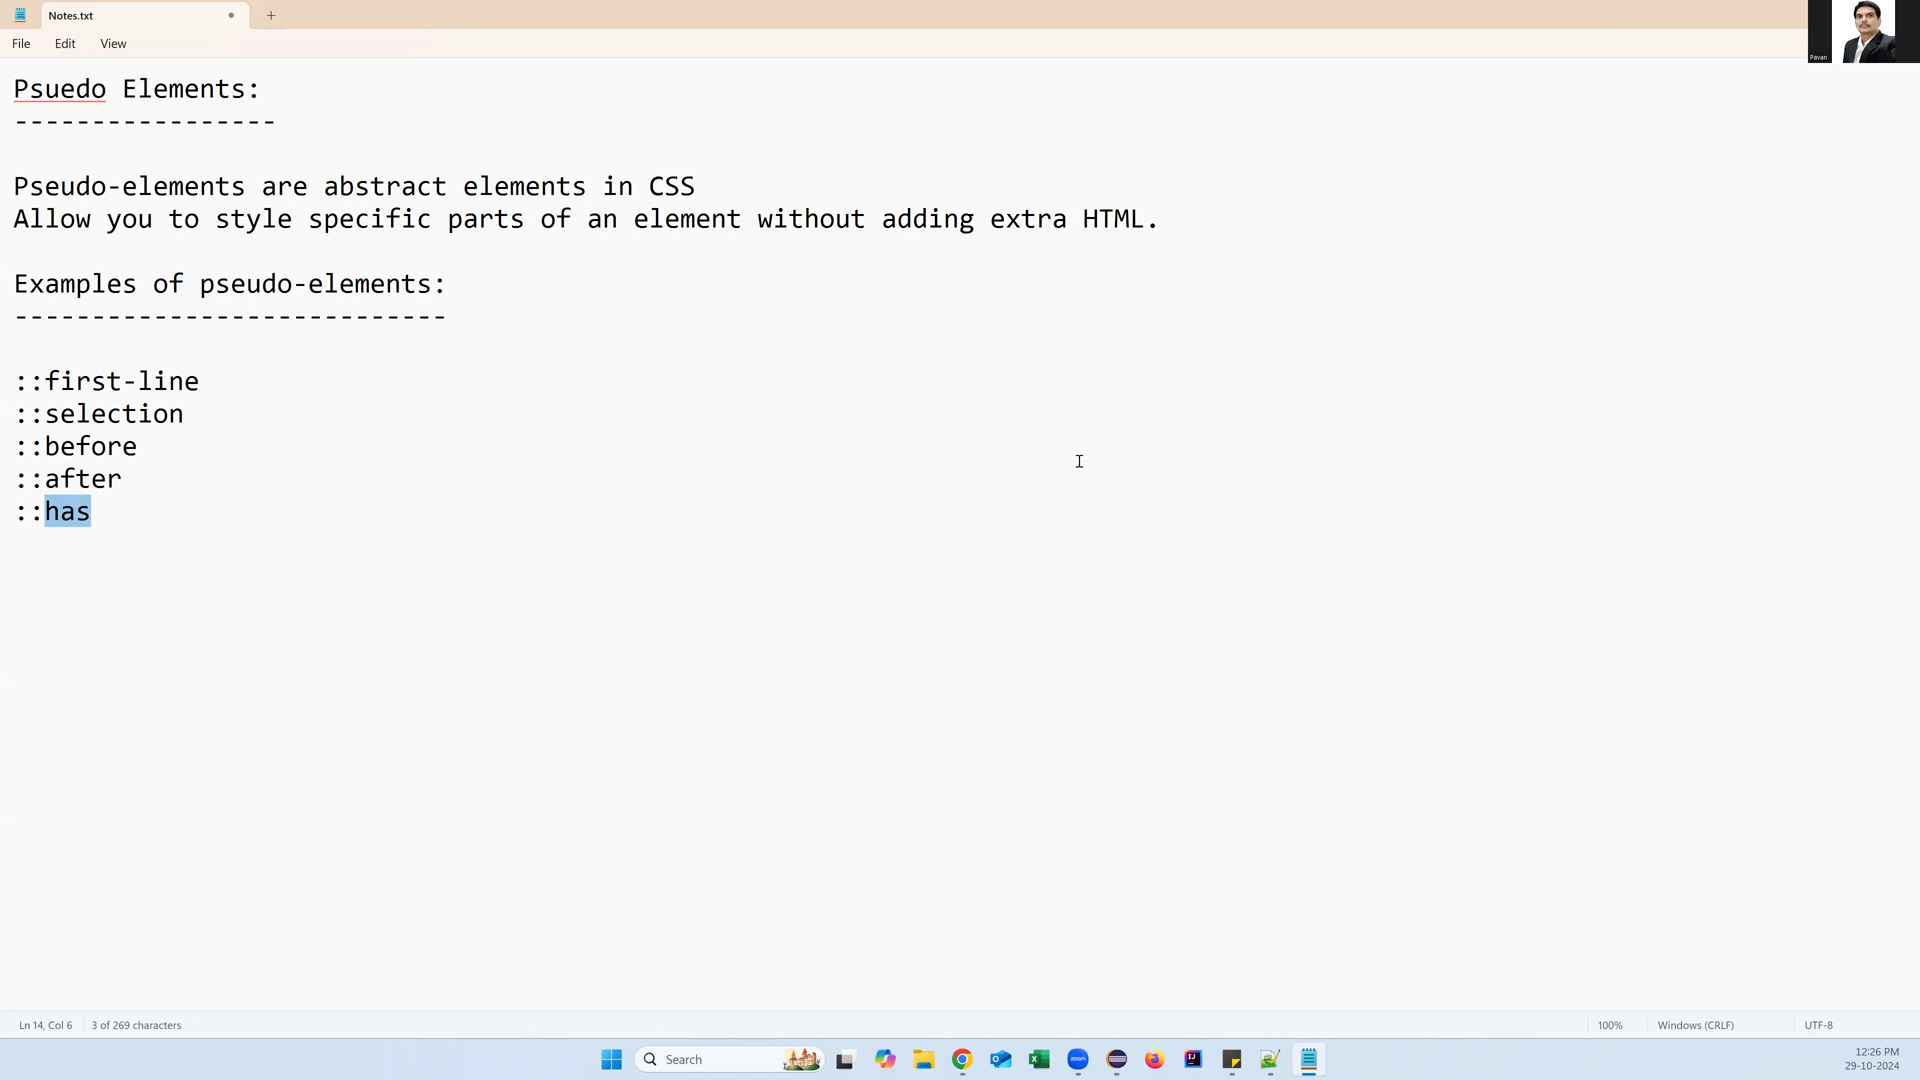 Notes.txt
File Edit View
Pavan
Psuedo Elements:
-----------------
Pseudo-elements are abstract elements in CSS
Allow you to style specific parts of an element without adding extra HTML.
Examples of pseudo-elements:
----------------------------
::first-line
::selection
::before
::after
::has
Ln 14, Col 6 3 of 269 characters 100% Windows (CRLF) UTF-8
Search zoom
12:26 PM
29-10-2024